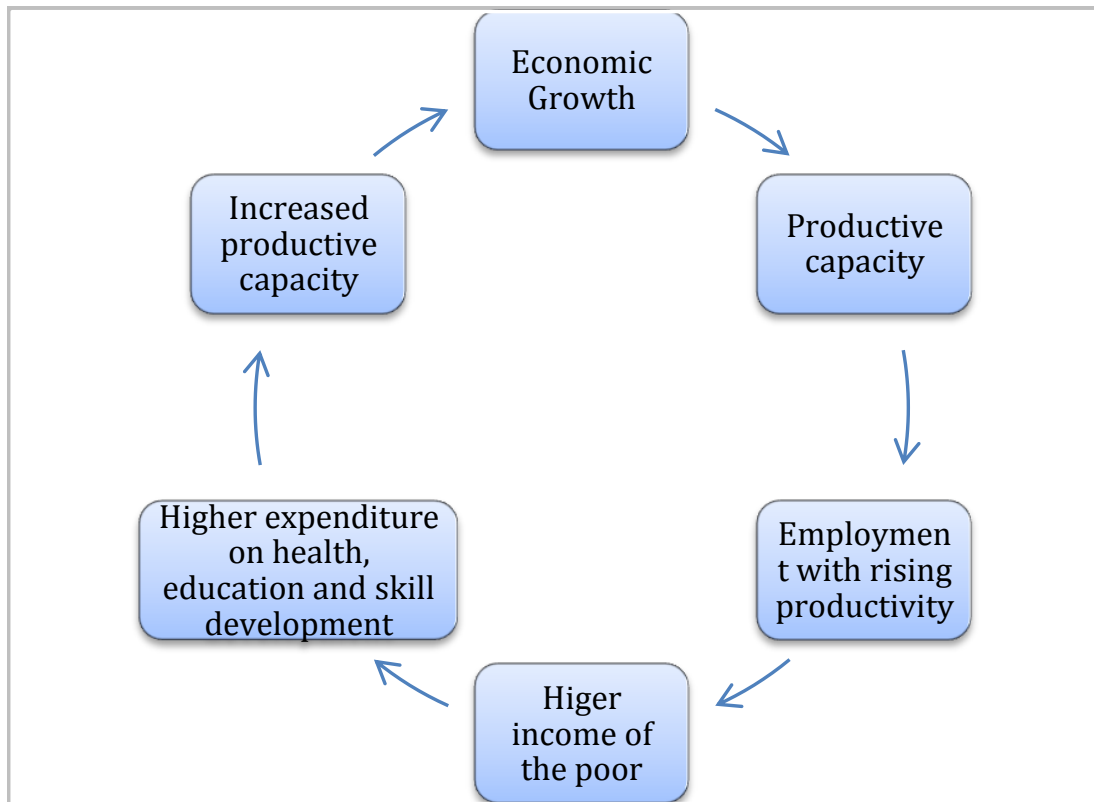 Economic
Growth
Productive
capacity
Employmen
t with rising
productivity
Higer
income of
the poor
Higher expenditure
on health,
education and skill
development
Increased
productive
capacity